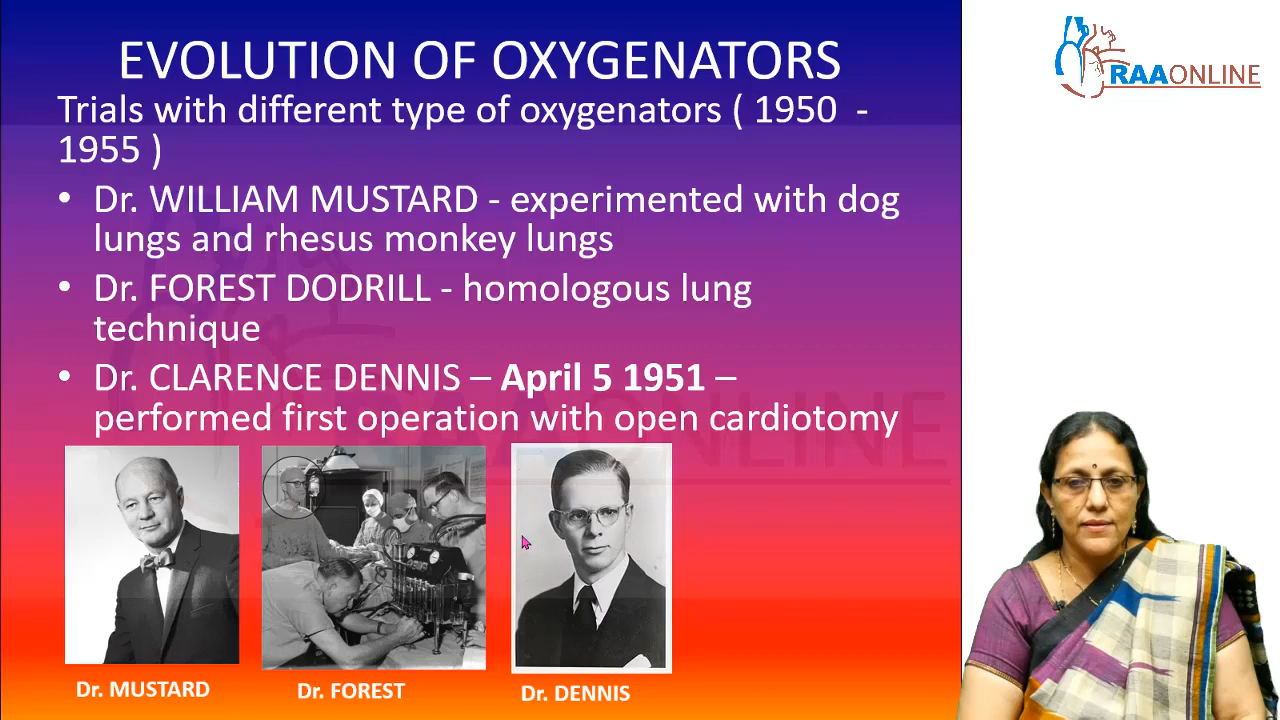 EVOLUTION OF OXYGENATORS
Trials with different type of oxygenators ( 1950 -
1955 )
• Dr. WILLIAM MUSTARD - experimented with dog
lungs and rhesus monkey lungs
• Dr. FOREST DODRILL - homologous lung
technique
• Dr. CLARENCE DENNIS – April 5 1951 –
performed first operation with open cardiotomy
Dr. MUSTARD
Dr. FOREST
Dr. DENNIS
RAAONLINE
RAAONLINE